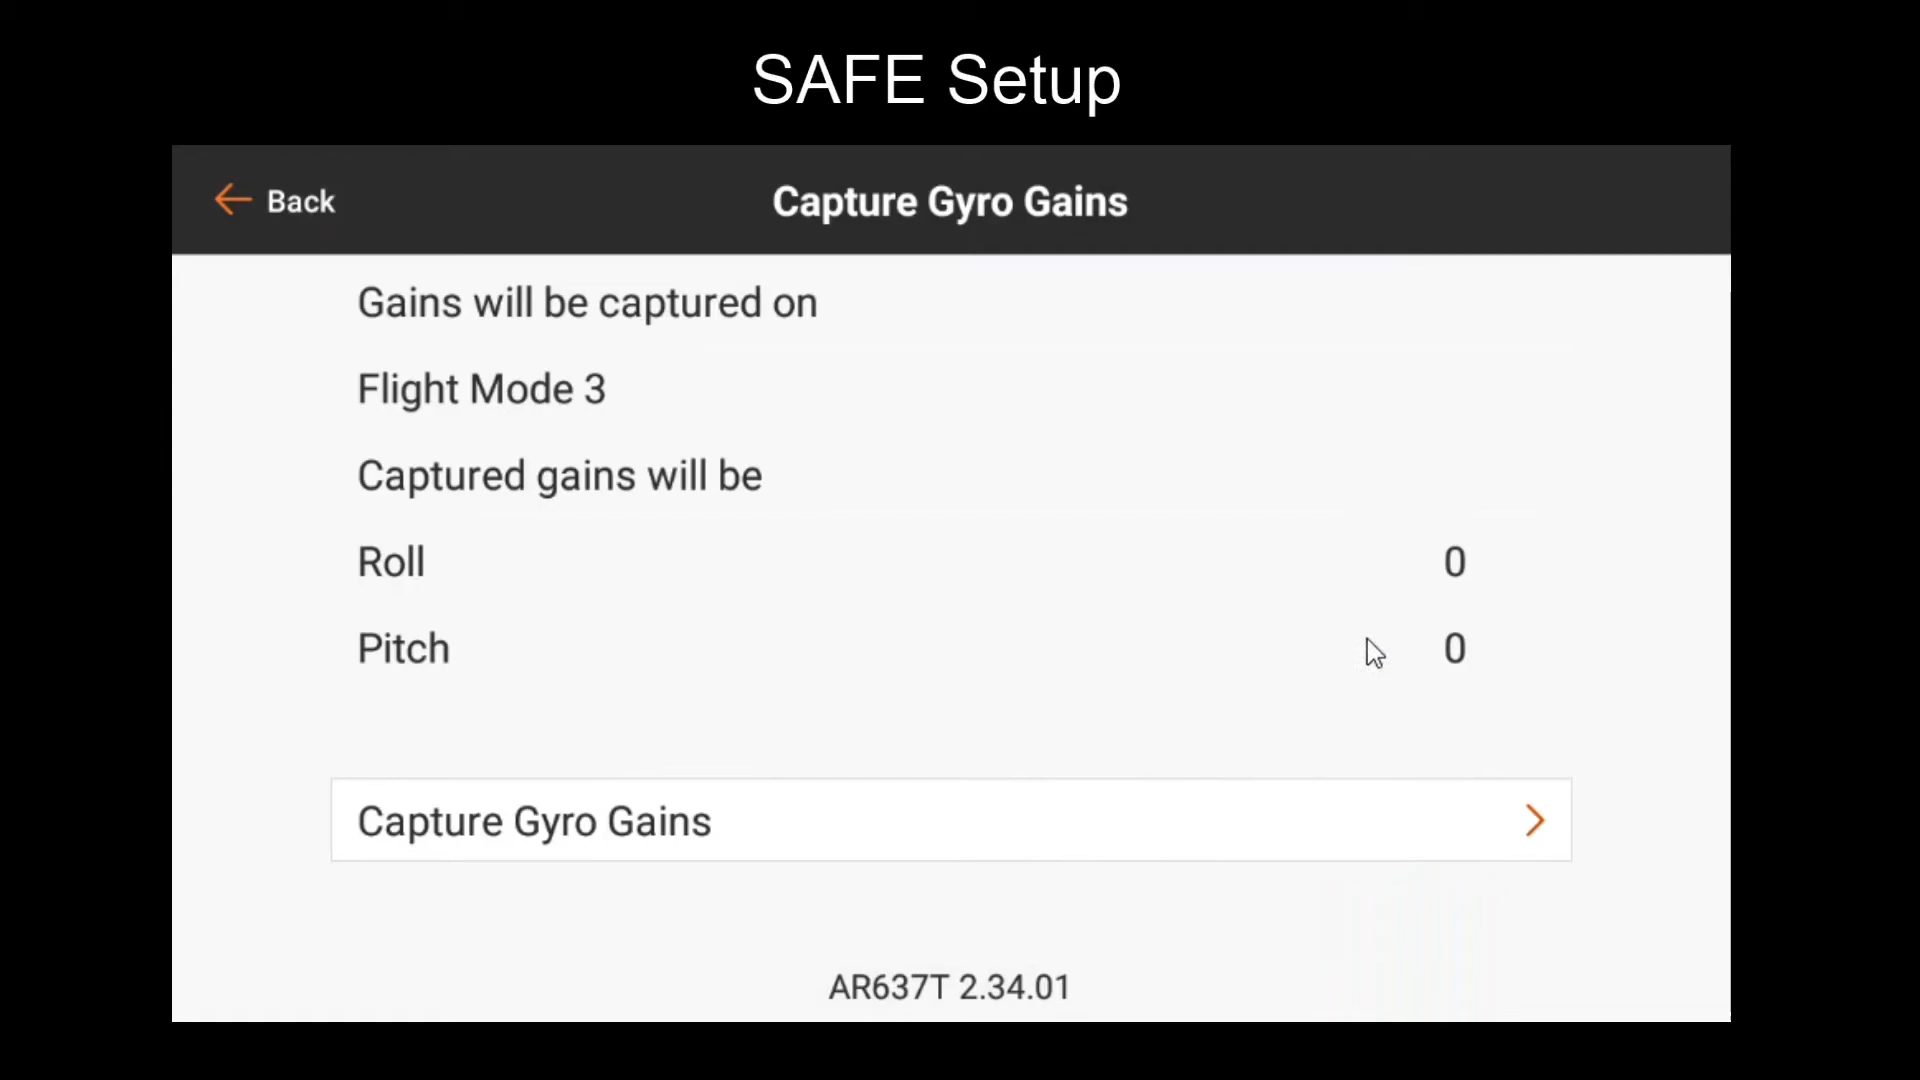 SAFE Setup
Back
Capture Gyro Gains
Gains will be captured on
Flight Mode 3
Captured gains will be
Roll 0
Pitch 0
Capture Gyro Gains
AR637T 2.34.01